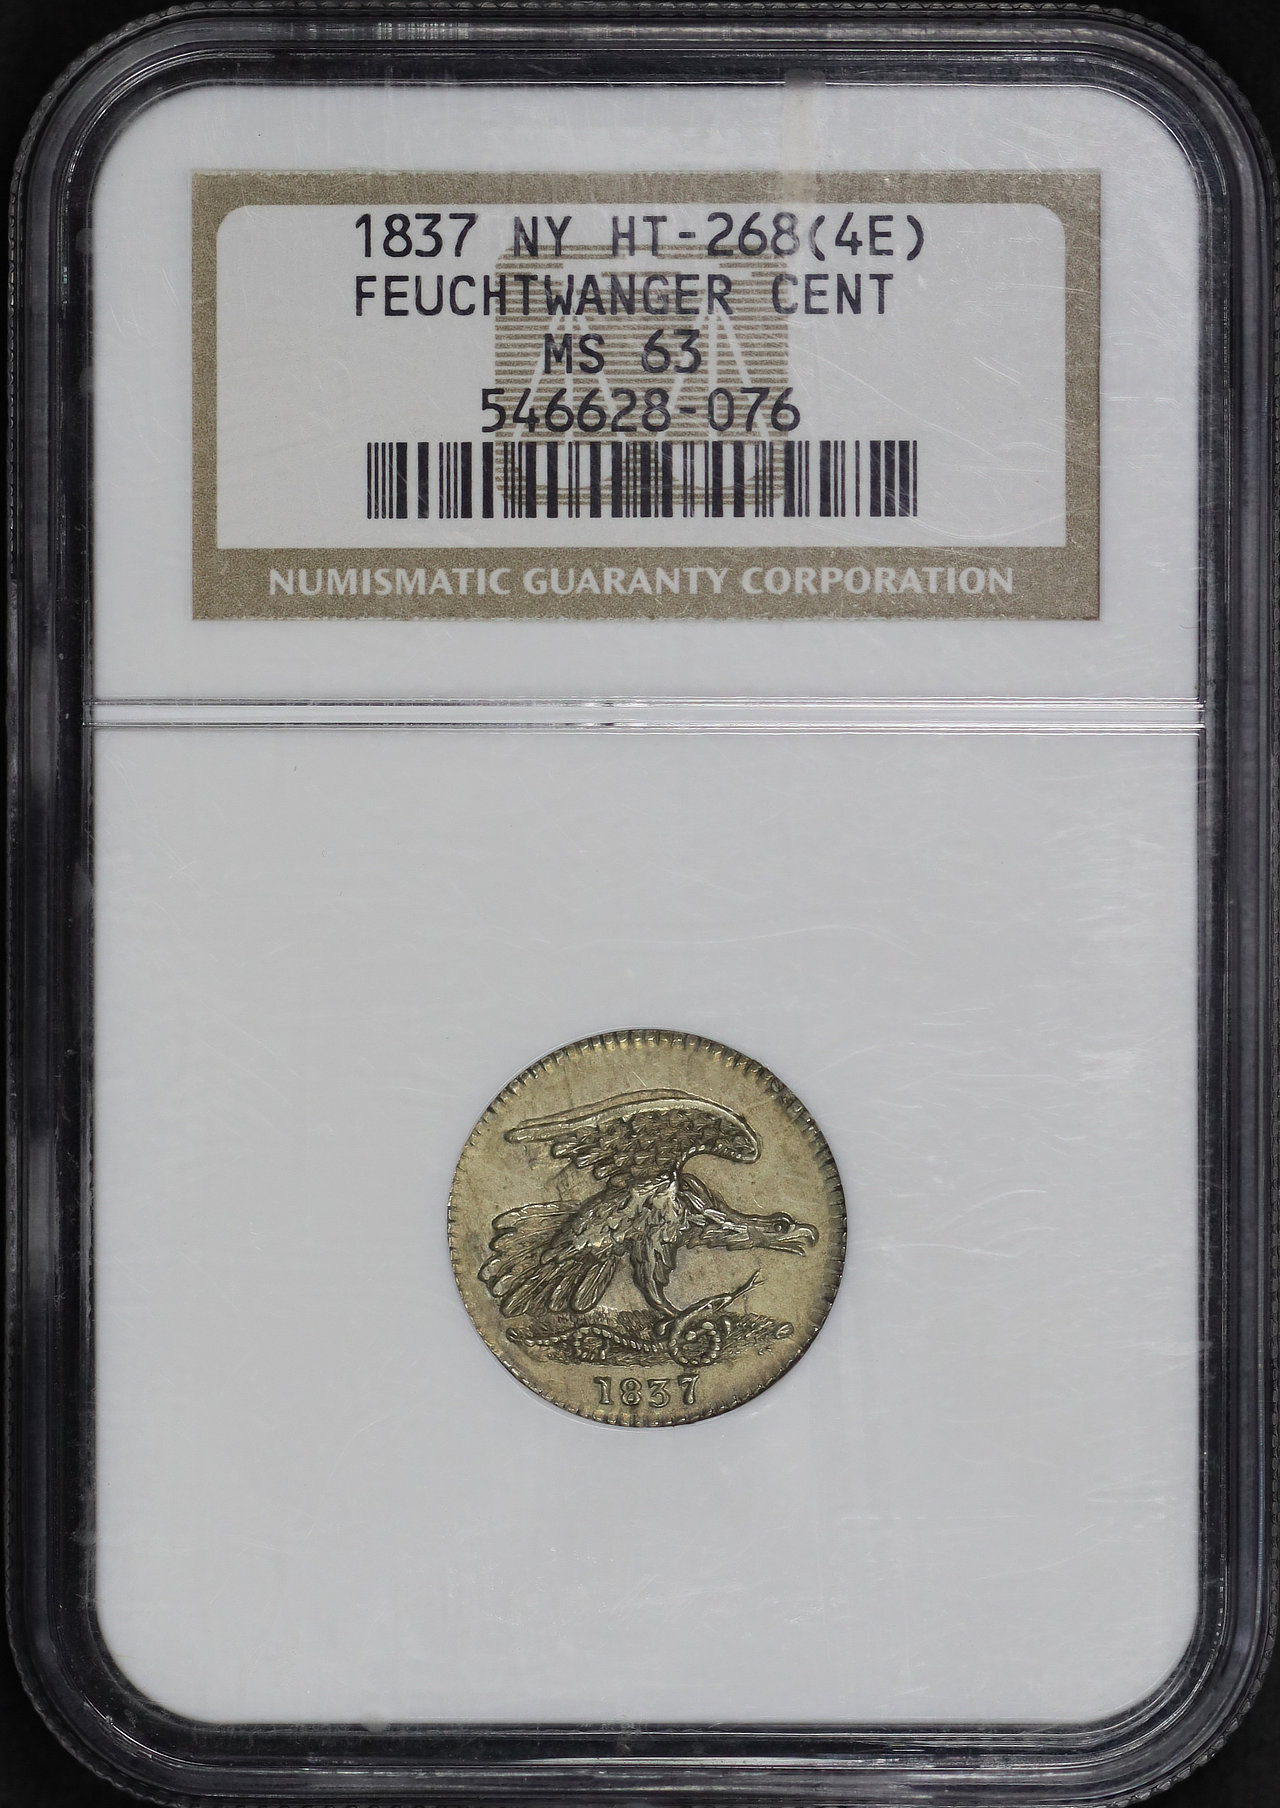 1837 NY HT-268(4E)
FEUCHTWANGER CENT
MS 63
546628-076
NUMISMATIC GUARANTY CORPORATION
1837